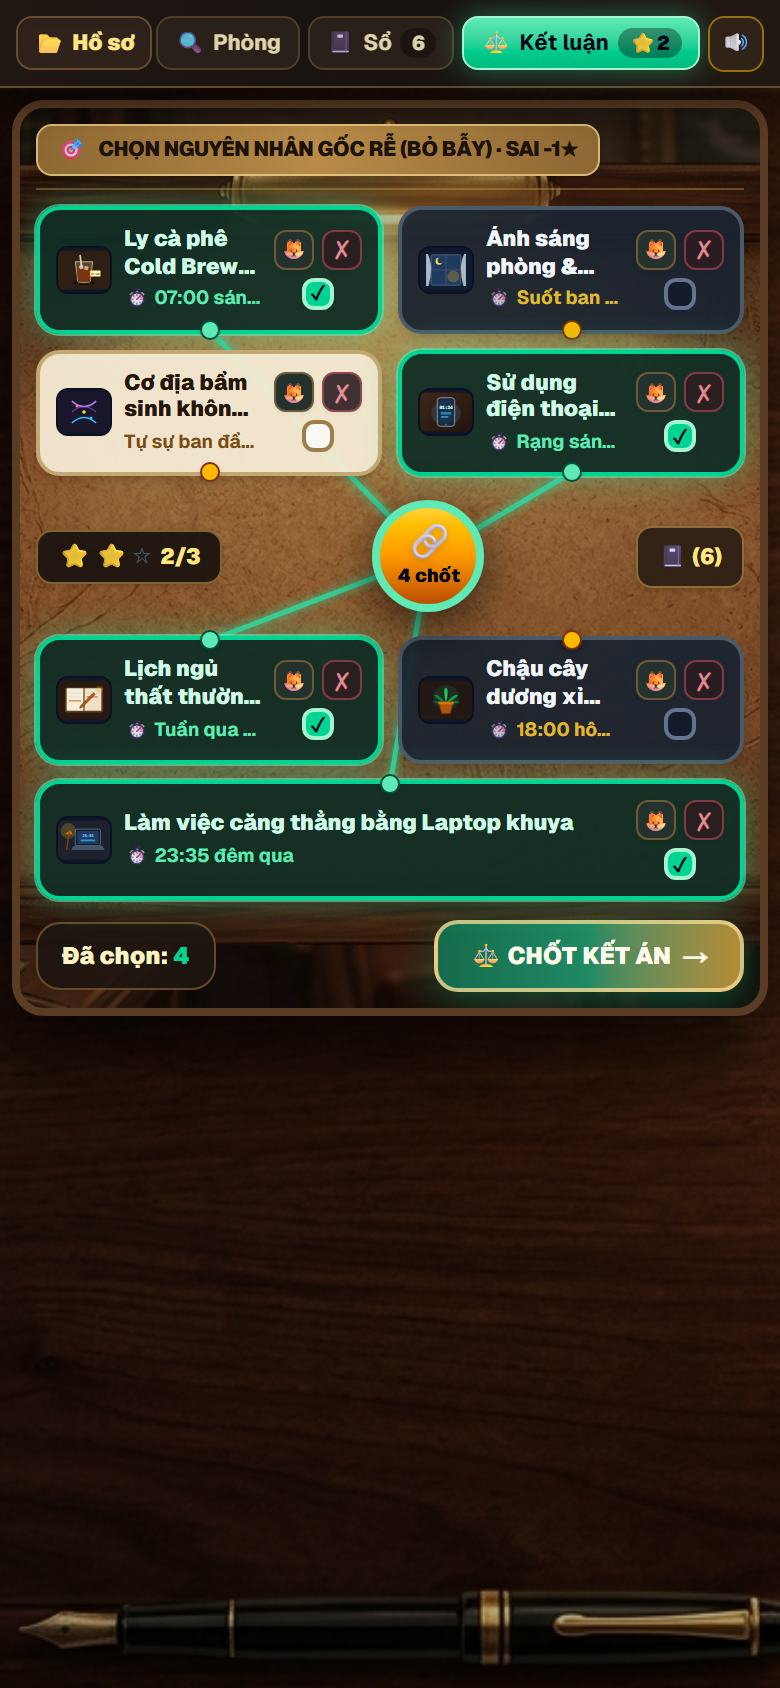 Hồ sơ
Phòng
Sổ 6
Kết luận ⭐2
CHỌN NGUYÊN NHÂN GỐC RỄ (BỎ BẪY) · SAI -1★
Ly cà phê
Cold Brew...
07:00 sán...
Ánh sáng
phòng &...
Suốt ban ...
Cơ địa bẩm
sinh khôn...
Tự sự ban đầ...
Sử dụng
điện thoại...
Rạng sán...
2/3
4 chốt
(6)
Lịch ngủ
thất thườn...
Tuần qua ...
Chậu cây
dương xỉ...
18:00 hô...
Làm việc căng thẳng bằng Laptop khuya
23:35 đêm qua
Đã chọn: 4
CHỐT KẾT ÁN →